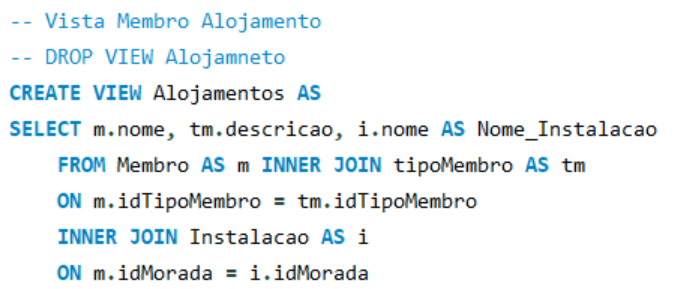 -- Vista Membro Alojamento
-- DROP VIEW Alojamneto
CREATE VIEW Alojamentos AS
SELECT m.nome, tm.descricao, i.nome AS Nome_Instalacao
FROM Membro AS m INNER JOIN tipoMembro AS tm
ON m.idTipoMembro = tm.idTipoMembro
INNER JOIN Instalacao AS i
ON m.idMorada = i.idMorada